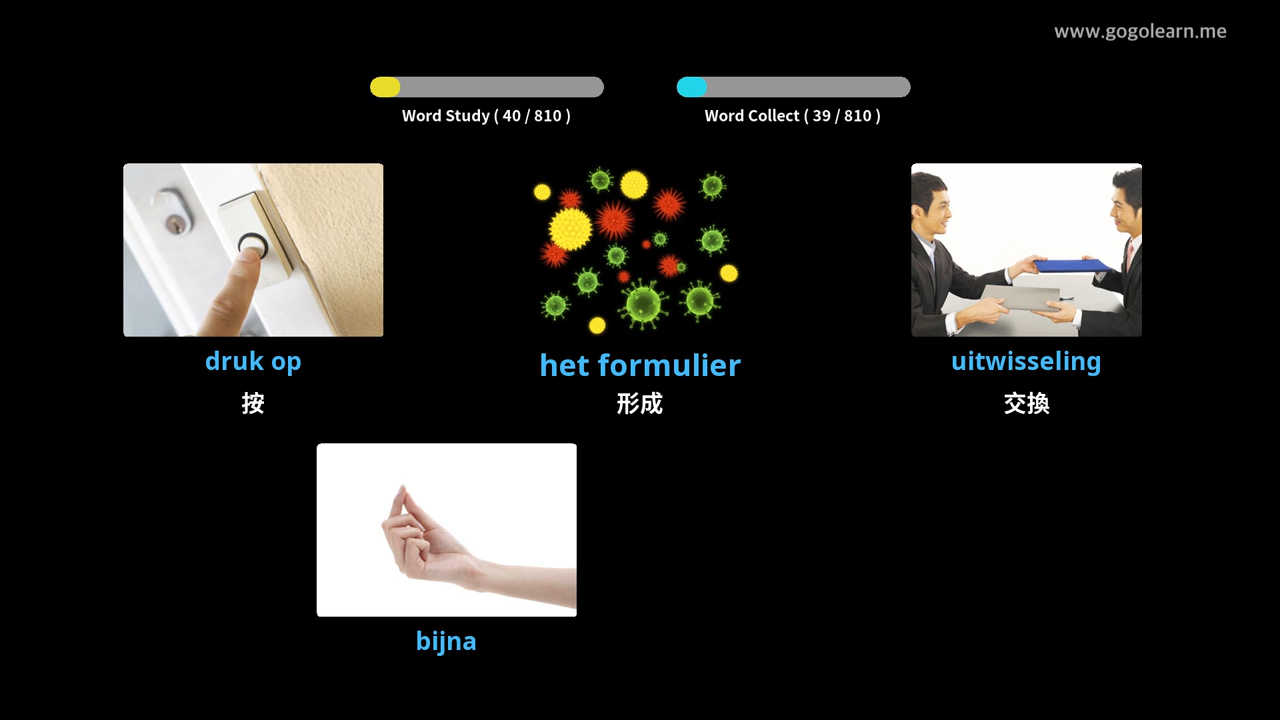 www.gogolearn.me
Word Study ( 40 / 810 )
Word Collect ( 39 / 810 )
druk op
按
het formulier
形成
uitwisseling
交換
bijna